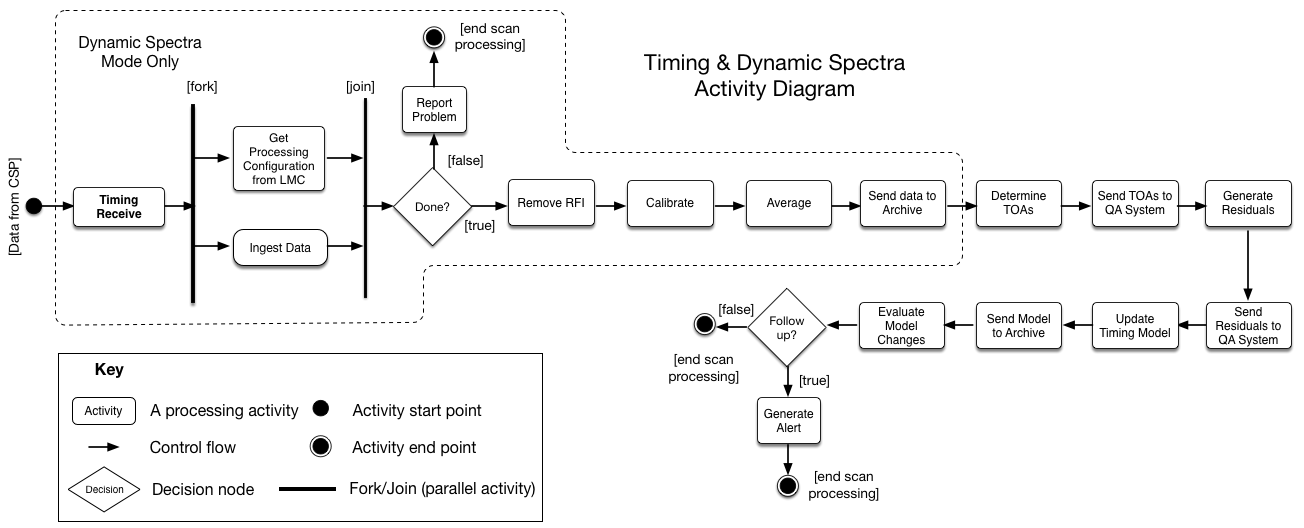 Dynamic Spectra
Mode Only
[end scan
processing]
Timing & Dynamic Spectra
Activity Diagram
[fork]
[join]
Report
Problem
Get
Processing
Configuration
from LMC
[false]
[Data from CSP]
Timing
Receive
Done?
[true]
Remove RFI
Calibrate
Average
Send data to
Archive
Determine
TOAs
Send TOAs to
QA System
Generate
Residuals
Ingest Data
[false]
Follow
up?
Evaluate
Model
Changes
Send Model
to Archive
Update
Timing Model
Send
Residuals to
QA System
[end scan
processing]
[true]
Generate
Alert
[end scan
processing]
Key
Activity
A processing activity
Activity start point
Control flow
Activity end point
Decision
Decision node
Fork/Join (parallel activity)